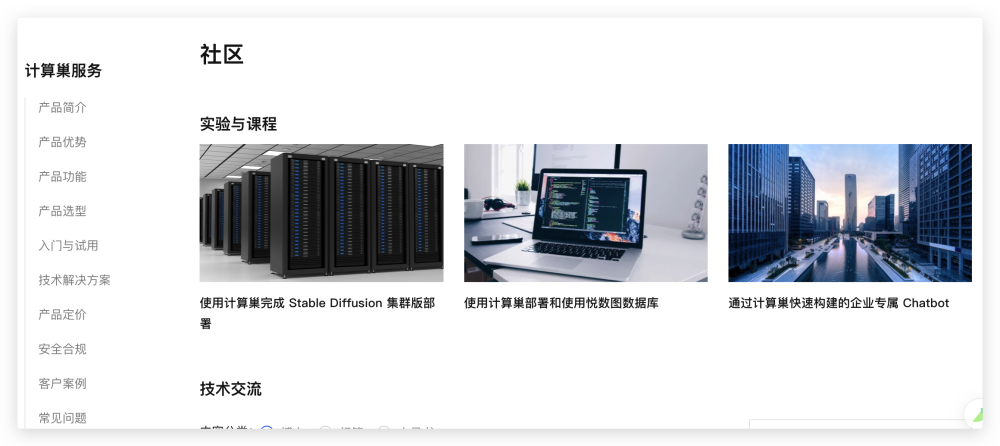 社区
计算巢服务
产品简介
产品优势
产品功能
产品选型
入门与试用
技术解决方案
产品定价
安全合规
客户案例
常见问题
实验与课程
使用计算巢完成 Stable Diffusion 集群版部
署
使用计算巢部署和使用悦数图数据库
通过计算巢快速构建的企业专属 Chatbot
技术交流